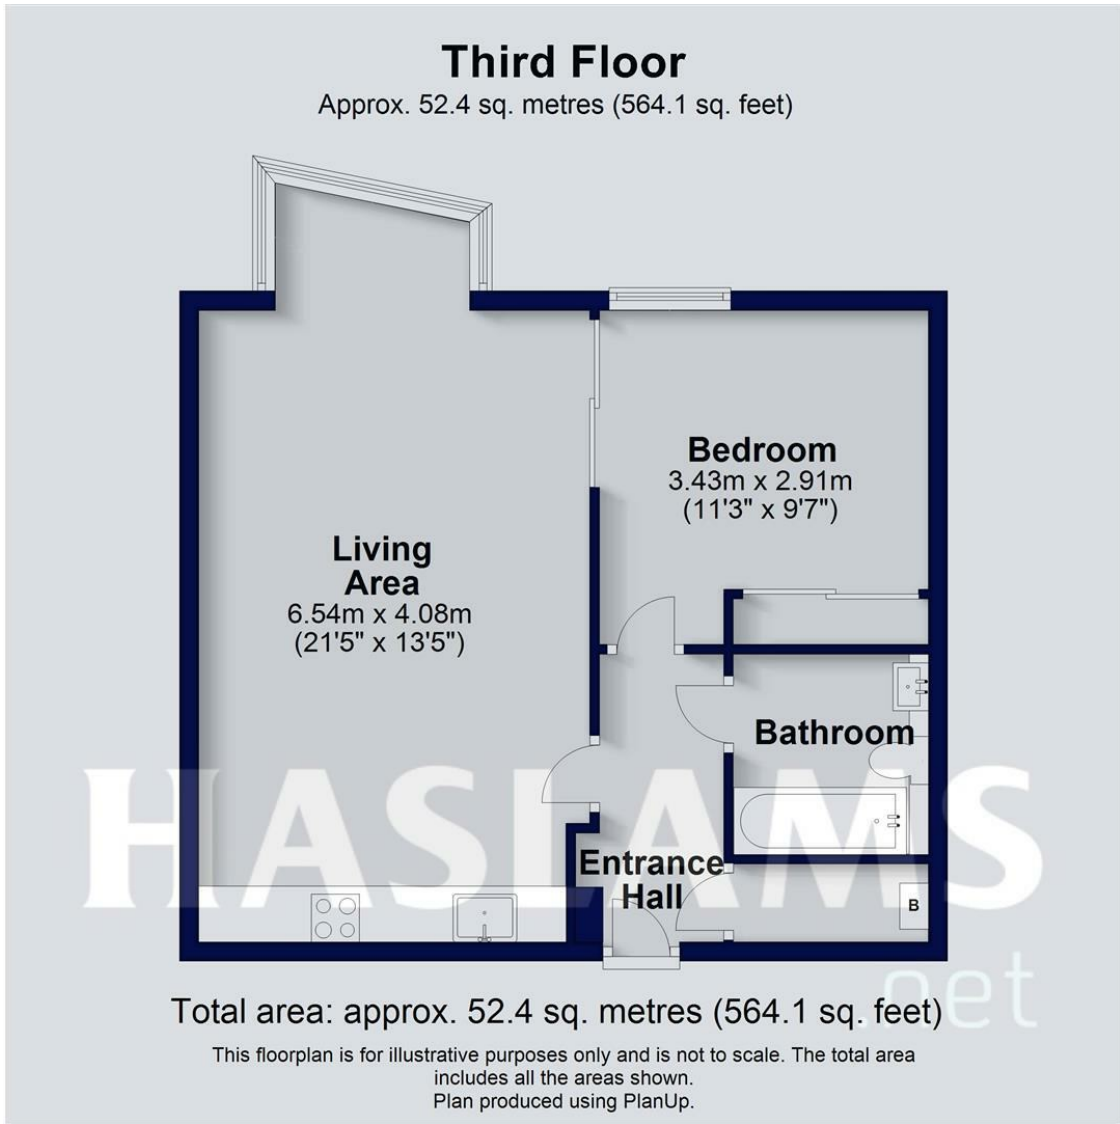 Third Floor
Approx. 52.4 sq. metres (564.1 sq. feet)
Bedroom
3.43m x 2.91m
(11'3" x 9'7")
Living
Area
6.54m x 4.08m
(21'5" x 13'5")
Bathroom
HASLAMS
Entrance
Hall
B
.net
Total area: approx. 52.4 sq. metres (564.1 sq. feet)
This floorplan is for illustrative purposes only and is not to scale. The total area
includes all the areas shown.
Plan produced using PlanUp.